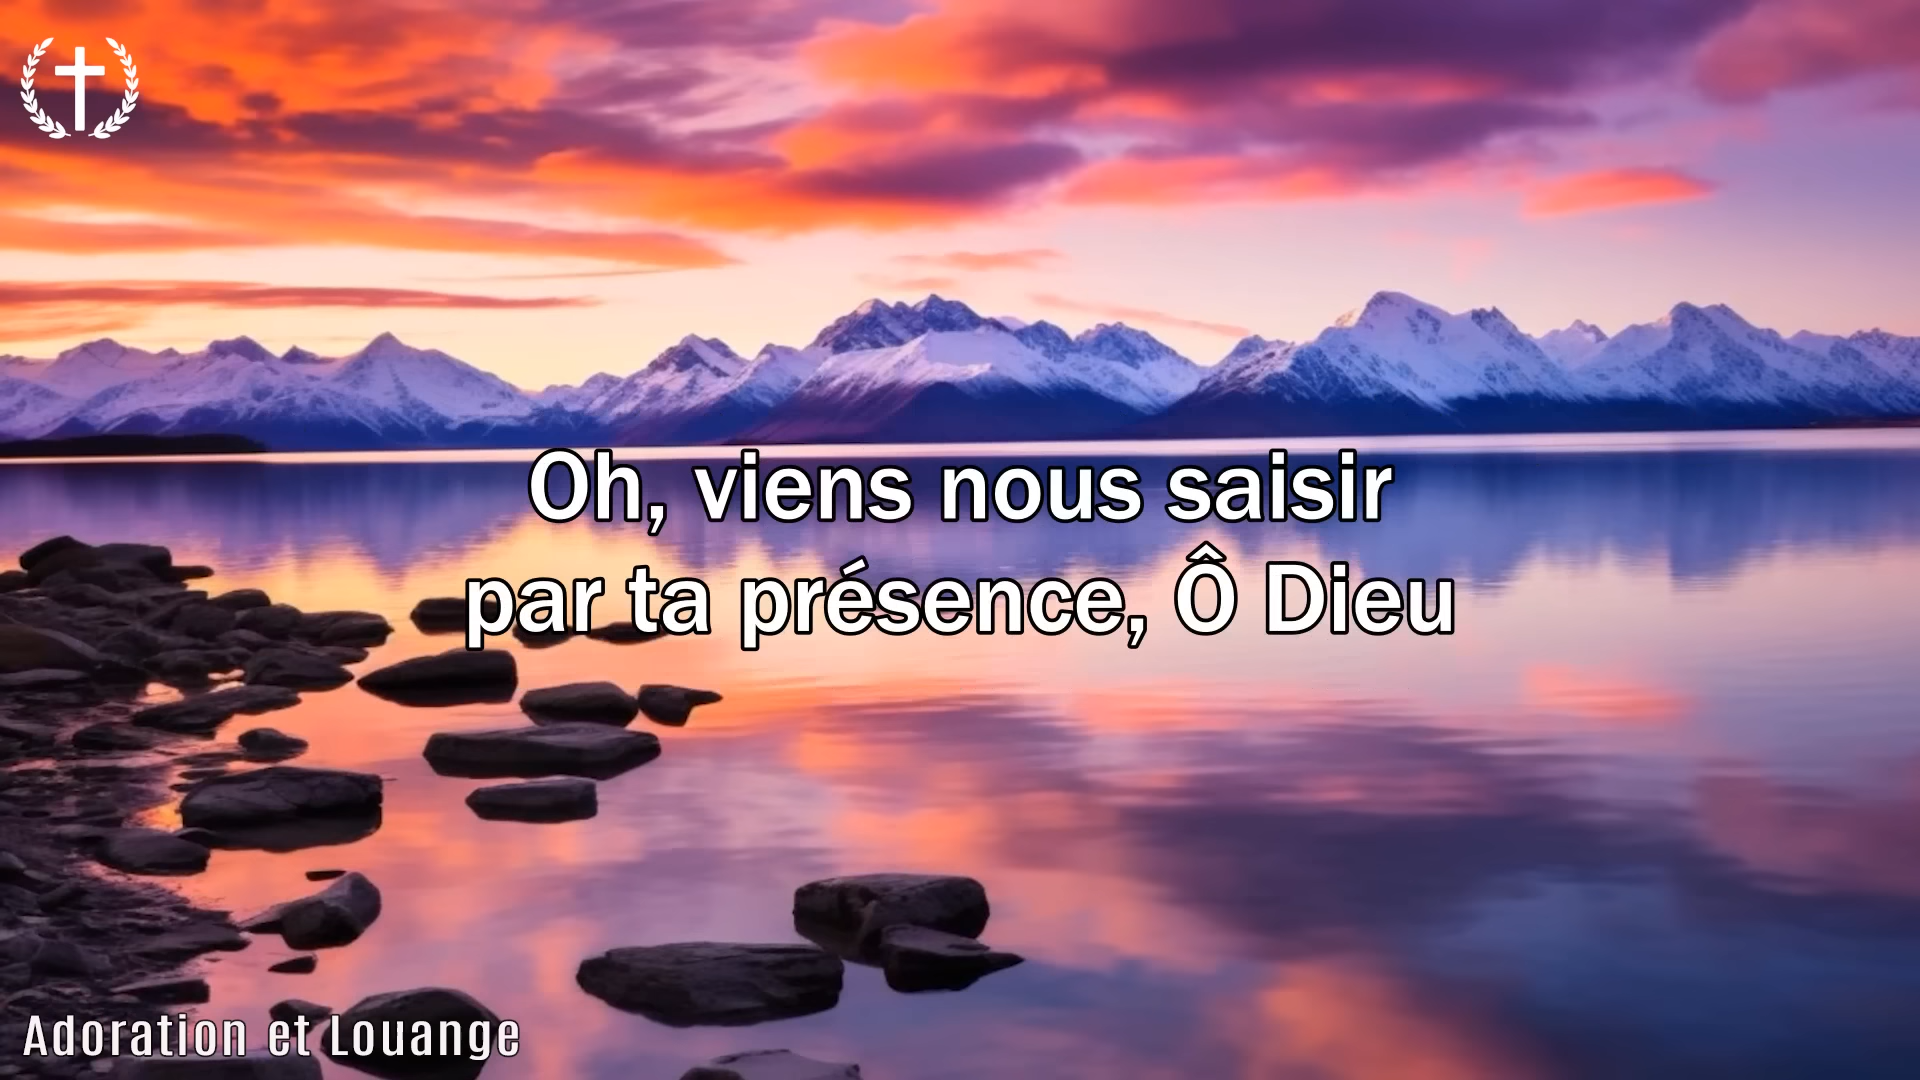 Oh, viens nous saisir
par ta présence, Ô Dieu
Adoration et Louange